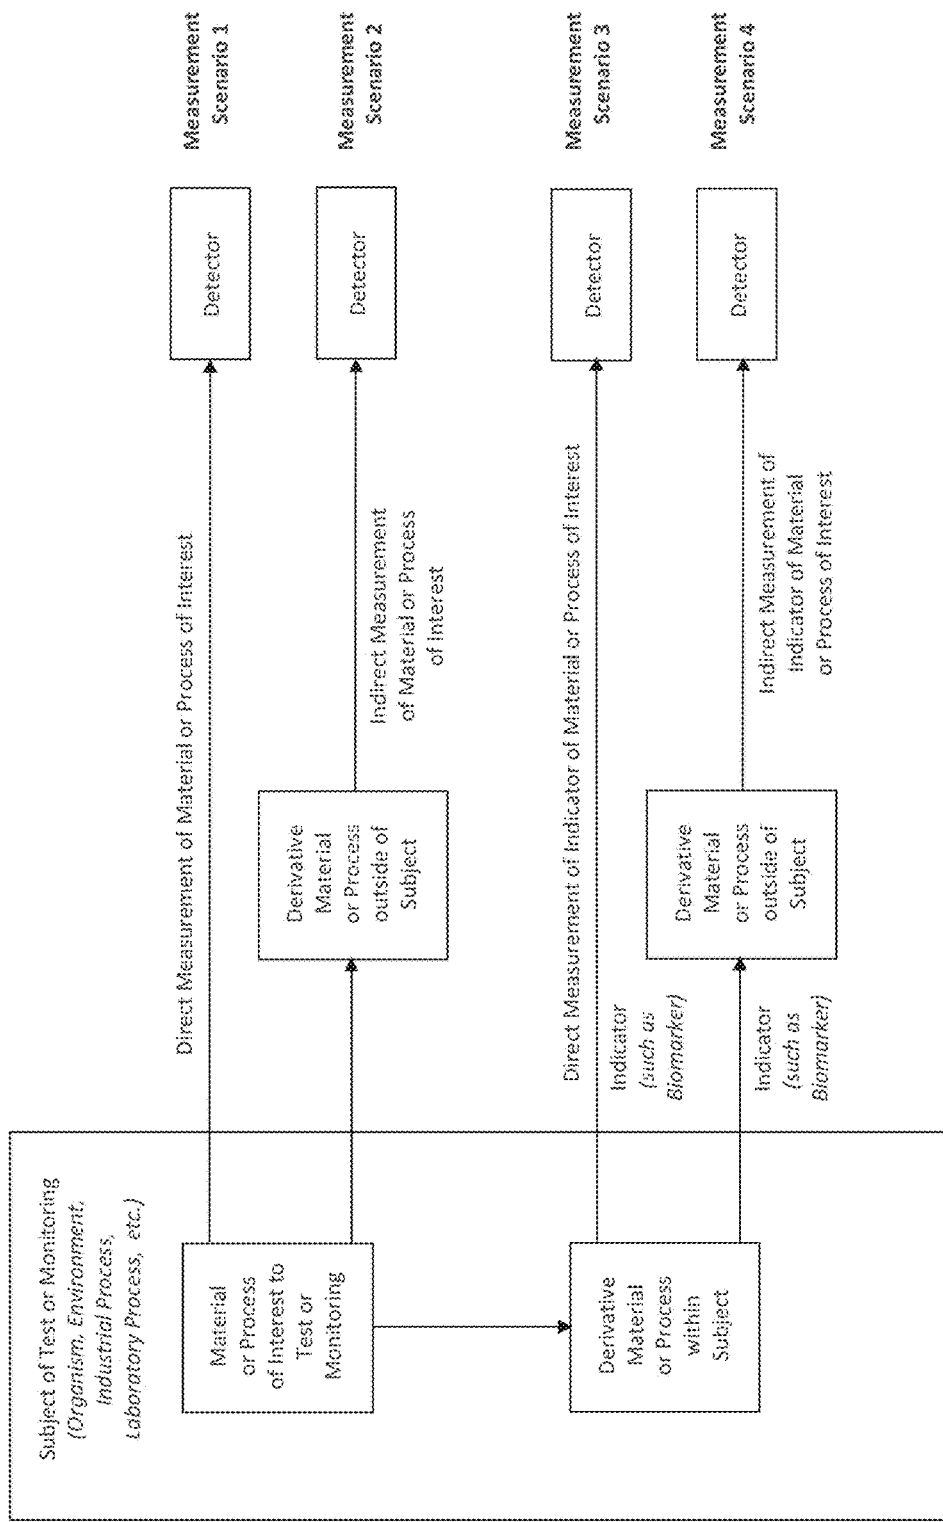 Subject of Test or Monitoring
(Organism, Environment,
Industrial Process,
Laboratory Process, etc.)
Material
or Process
of Interest to
Test or
Monitoring
Direct Measurement of Material or Process of Interest
Detector
Measurement
Scenario 1
Derivative
Material
or Process
outside of
Subject
Indirect Measurement
of Material or Process
of Interest
Detector
Measurement
Scenario 2
Derivative
Material
or Process
within
Subject
Direct Measurement of Indicator of Material or Process of Interest
Indicator
(such as
Biomarker)
Detector
Measurement
Scenario 3
Indicator
(such as
Biomarker)
Derivative
Material
or Process
outside of
Subject
Indirect Measurement of
Indicator of Material
or Process of Interest
Detector
Measurement
Scenario 4